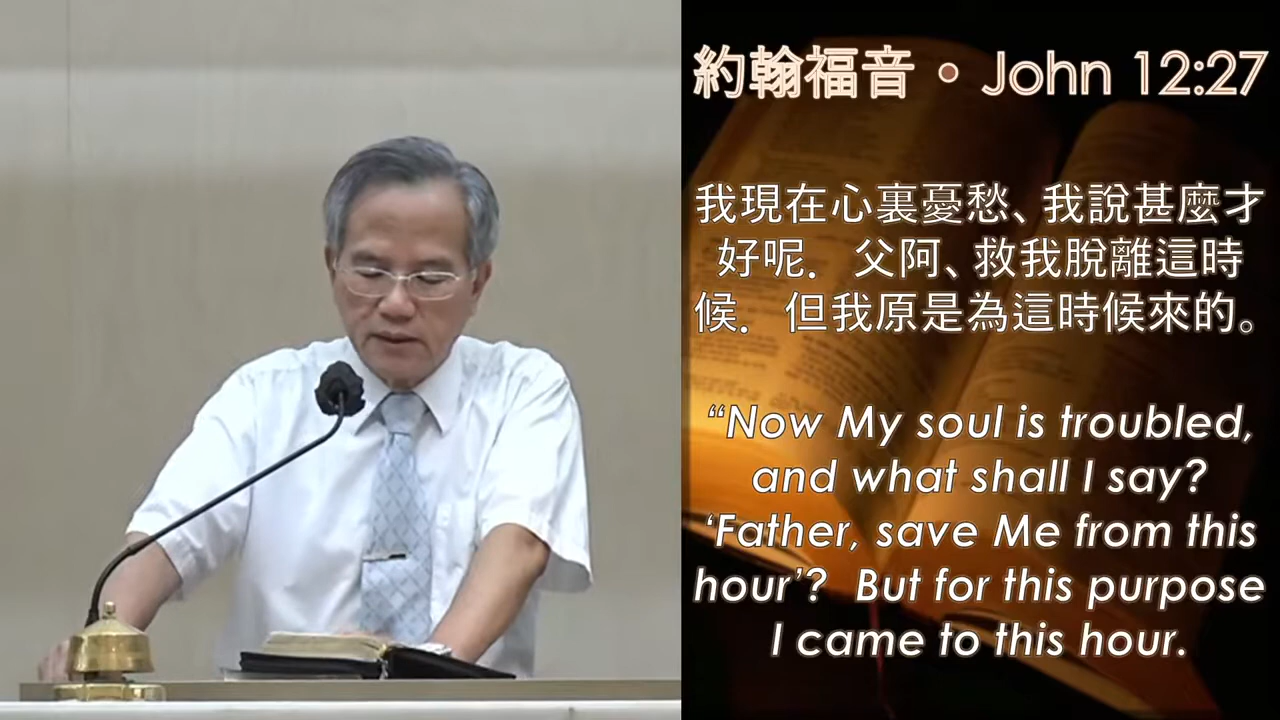 約翰福音 • John 12:27
我現在心裏憂愁、我說甚麼才
好呢． 父阿、救我脫離這時
候． 但我原是為這時候來的。
“Now My soul is troubled,
and what shall I say?
‘Father, save Me from this
hour’? But for this purpose
I came to this hour.